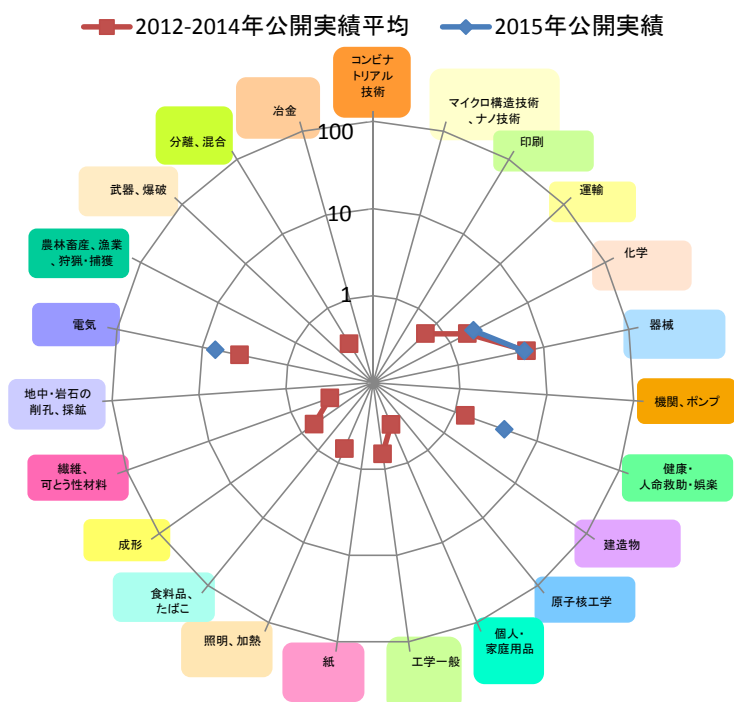 2012-2014年公開実績平均
2015年公開実績
コンビナ
トリアル
技術
マイクロ構造技術
、ナノ技術
印刷
運輸
化学
器械
機関、ポンプ
健康・
人命救助・娯楽
建造物
原子核工学
個人・
家庭用品
工学一般
紙
照明、加熱
食料品、
たばこ
成形
繊維、
可とう性材料
地中・岩石の
削孔、採鉱
電気
農林畜産、漁業
、狩猟・捕獲
武器、爆破
分離、混合
冶金
100
10
1